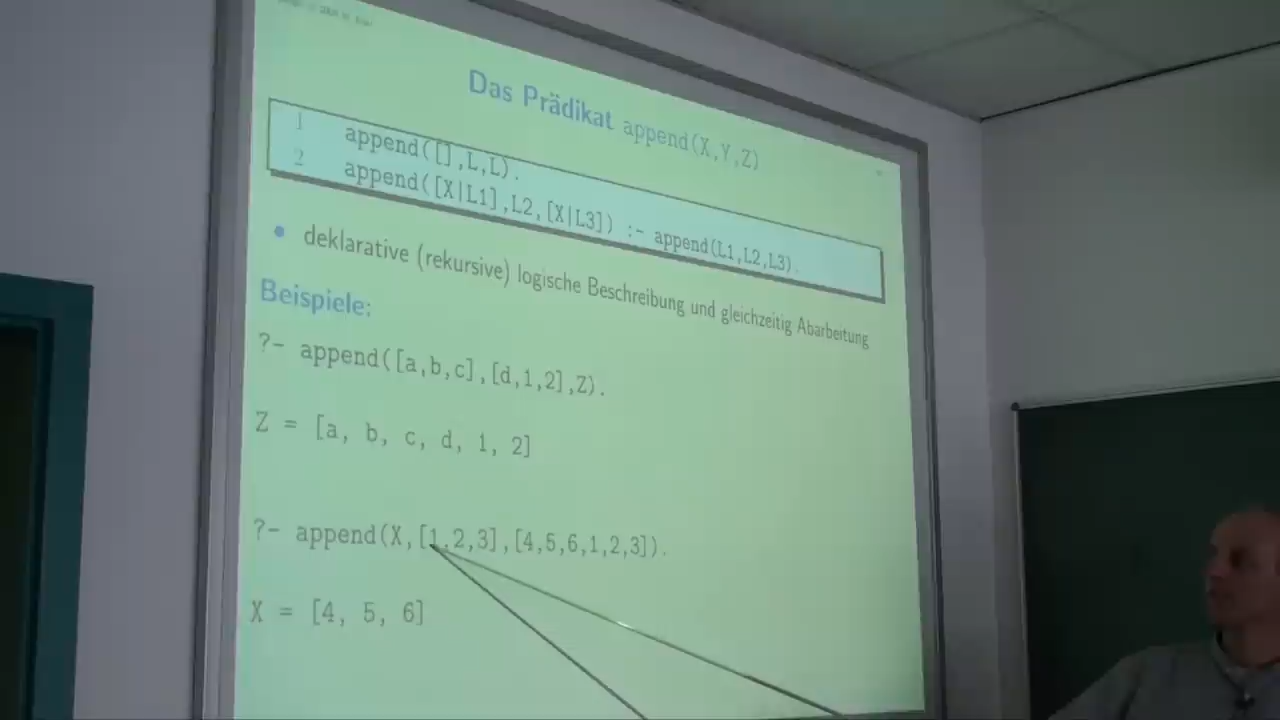 Das Prädikat append(X,Y,Z)
1 append([],L,L).
2 append([X|L1],L2,[X|L3]) :- append(L1,L2,L3).
• deklarative (rekursive) logische Beschreibung und gleichzeitig Abarbeitung
Beispiele:
?- append([a,b,c],[d,1,2],Z).
Z = [a, b, c, d, 1, 2]
?- append(X,[1,2,3],[4,5,6,1,2,3]).
X = [4, 5, 6]